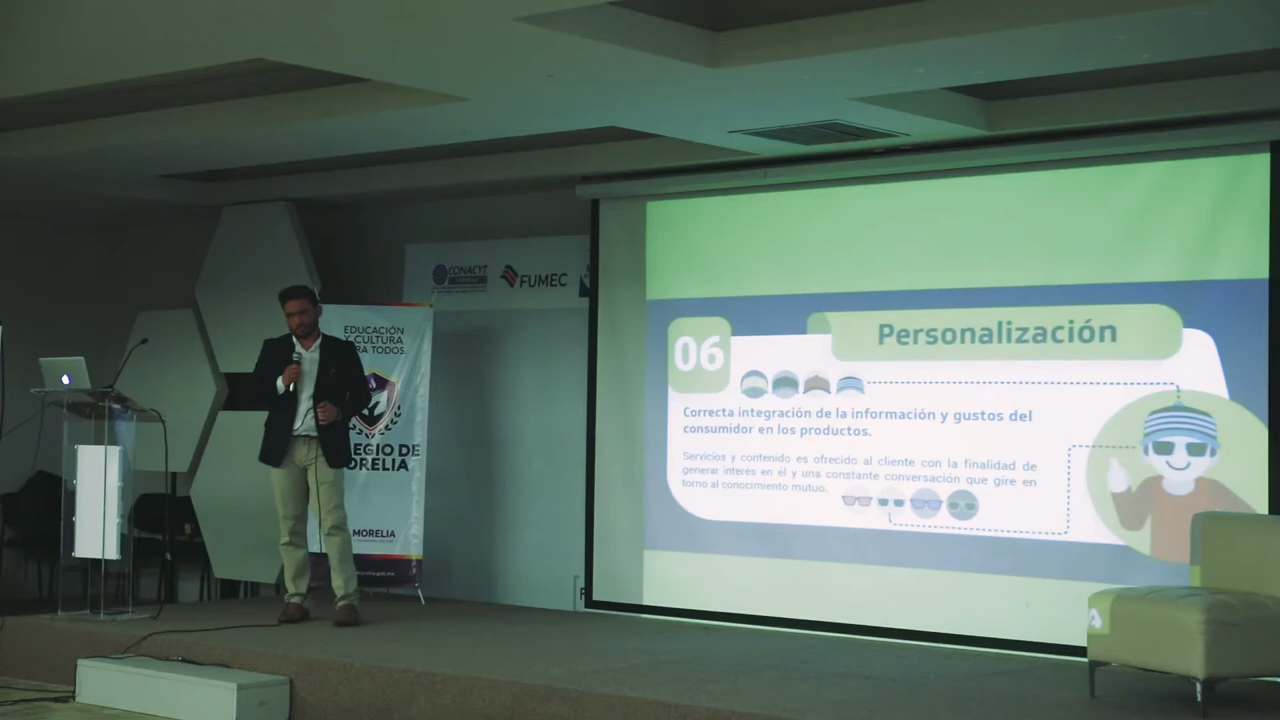 CONACYT
FUMEC
EDUCACIÓN
Y CULTURA
RA TODOS.
EGIO DE
ORELIA
MORELIA
06
Personalización
Correcta integración de la información y gustos del
consumidor en los productos.
Servicios y contenido es ofrecido al cliente con la finalidad de
generar interés en él y una constante conversación que gire en
torno al conocimiento mutuo.